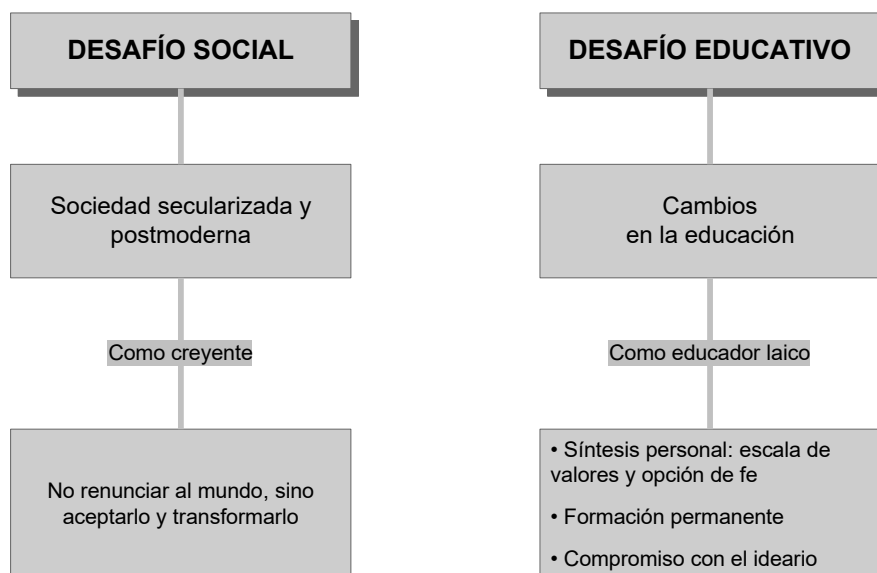 DESAFÍO SOCIAL
Sociedad secularizada y
postmoderna
Como creyente
No renunciar al mundo, sino
aceptarlo y transformarlo
DESAFÍO EDUCATIVO
Cambios
en la educación
Como educador laico
• Síntesis personal: escala de
valores y opción de fe
• Formación permanente
• Compromiso con el ideario